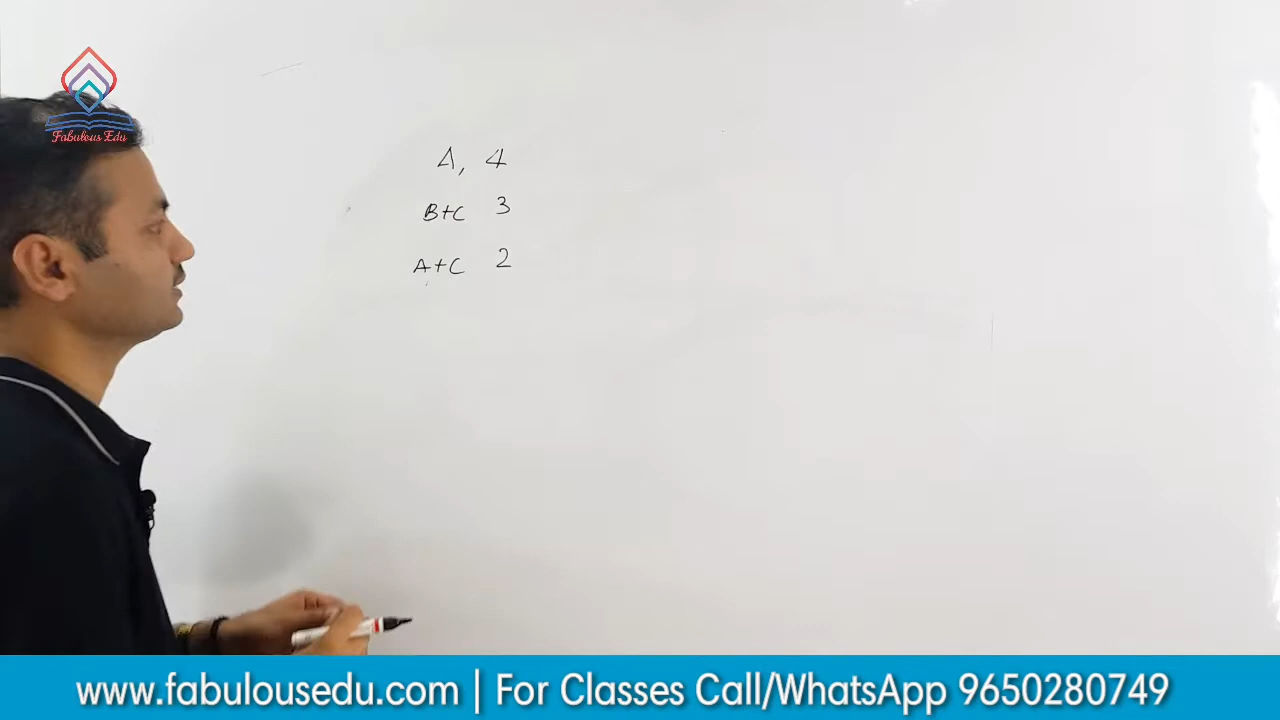 Fabulous Edu
A, 4
B+C 3
A+C 2
www.fabulousedu.com | For Classes Call/WhatsApp 9650280749